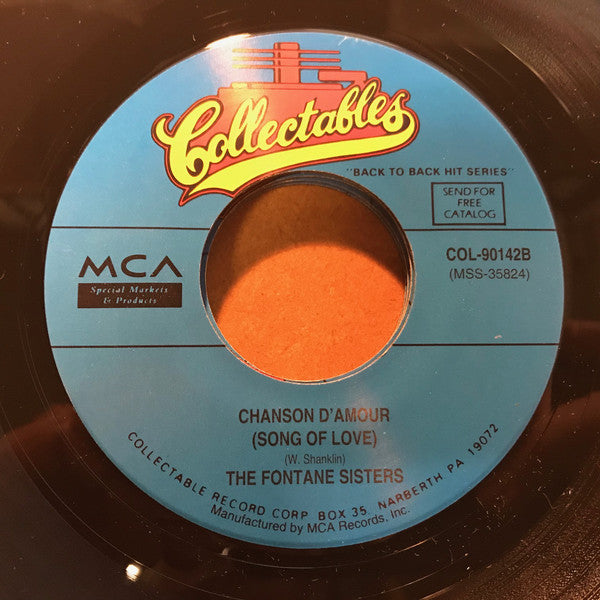 Collectables
"BACK TO BACK HIT SERIES"
SEND FOR
FREE
CATALOG
MCA
Special Markets
& Products
COL-90142B
(MSS-35824)
CHANSON D'AMOUR
(SONG OF LOVE)
(W. Shanklin)
THE FONTANE SISTERS
COLLECTABLE RECORD CORP BOX 35 NARBERTH PA 19072
Manufactured by MCA Records, Inc.